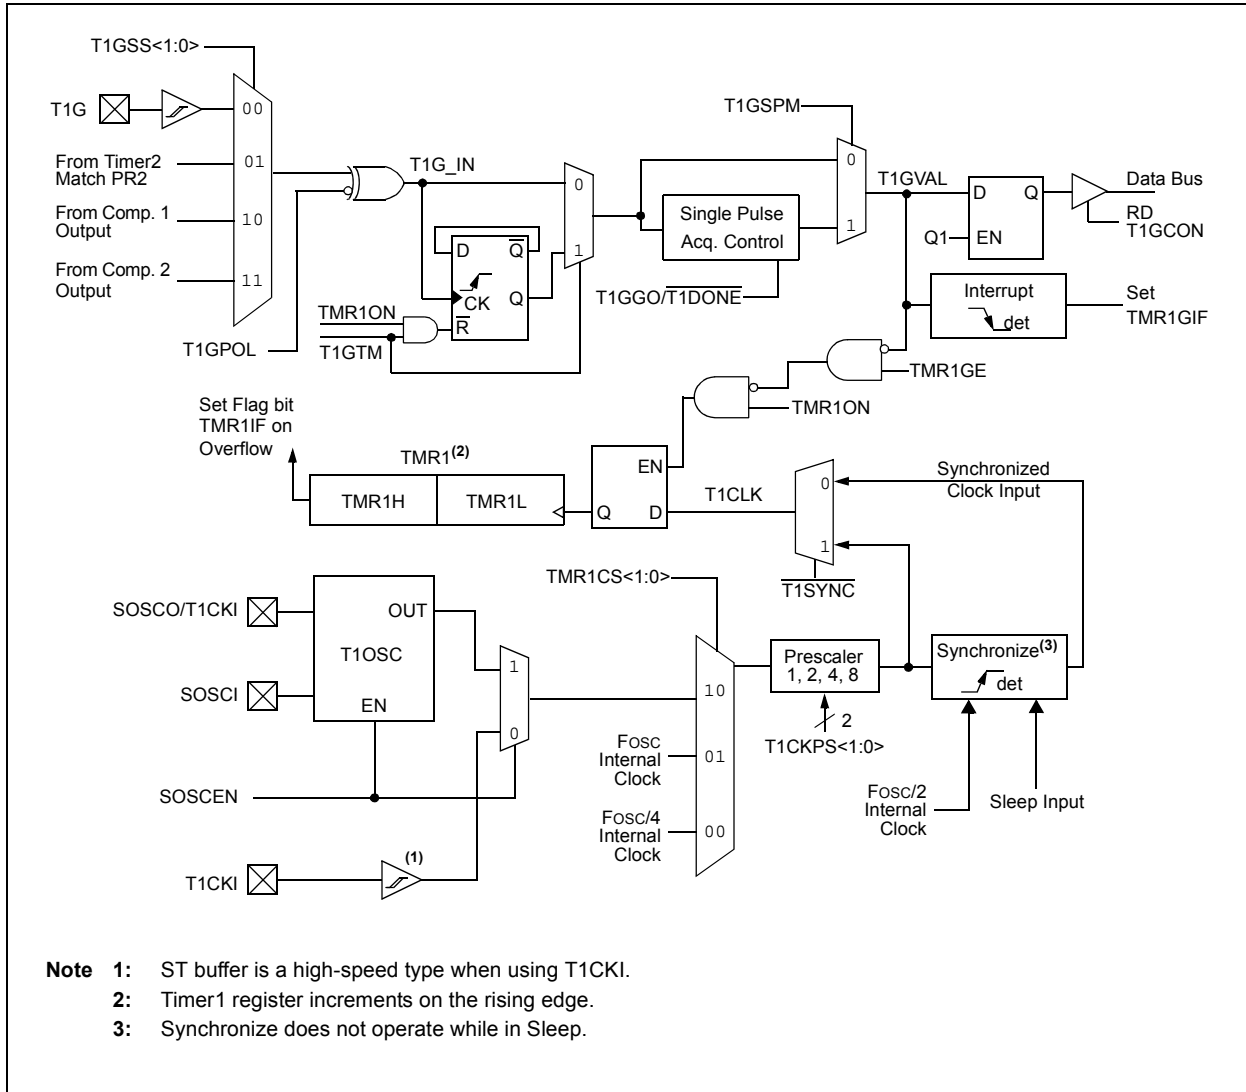 T1GSS<1:0>
T1G
00
From Timer2
Match PR2
01
From Comp. 1
Output
10
From Comp. 2
Output
11
T1GPOL
T1G_IN
0
1
D
Q
CK
Q
R
TMR1ON
T1GTM
T1GSPM
0
1
Single Pulse
Acq. Control
T1GGO/T1DONE
T1GVAL
D
Q
Q1
EN
Data Bus
RD
T1GCON
Interrupt
det
Set
TMR1GIF
TMR1GE
TMR1ON
Set Flag bit
TMR1IF on
Overflow
TMR1(2)
TMR1H
TMR1L
EN
Q
D
T1CLK
0
1
T1SYNC
Synchronized
Clock Input
SOSCO/T1CKI
OUT
T1OSC
SOSCI
EN
SOSCEN
1
0
T1CKI
(1)
TMR1CS<1:0>
10
FOSC
Internal
Clock
01
FOSC/4
Internal
Clock
00
Prescaler
1, 2, 4, 8
2
T1CKPS<1:0>
Synchronize(3)
det
FOSC/2
Internal
Clock
Sleep Input
Note 1: ST buffer is a high-speed type when using T1CKI.
2: Timer1 register increments on the rising edge.
3: Synchronize does not operate while in Sleep.